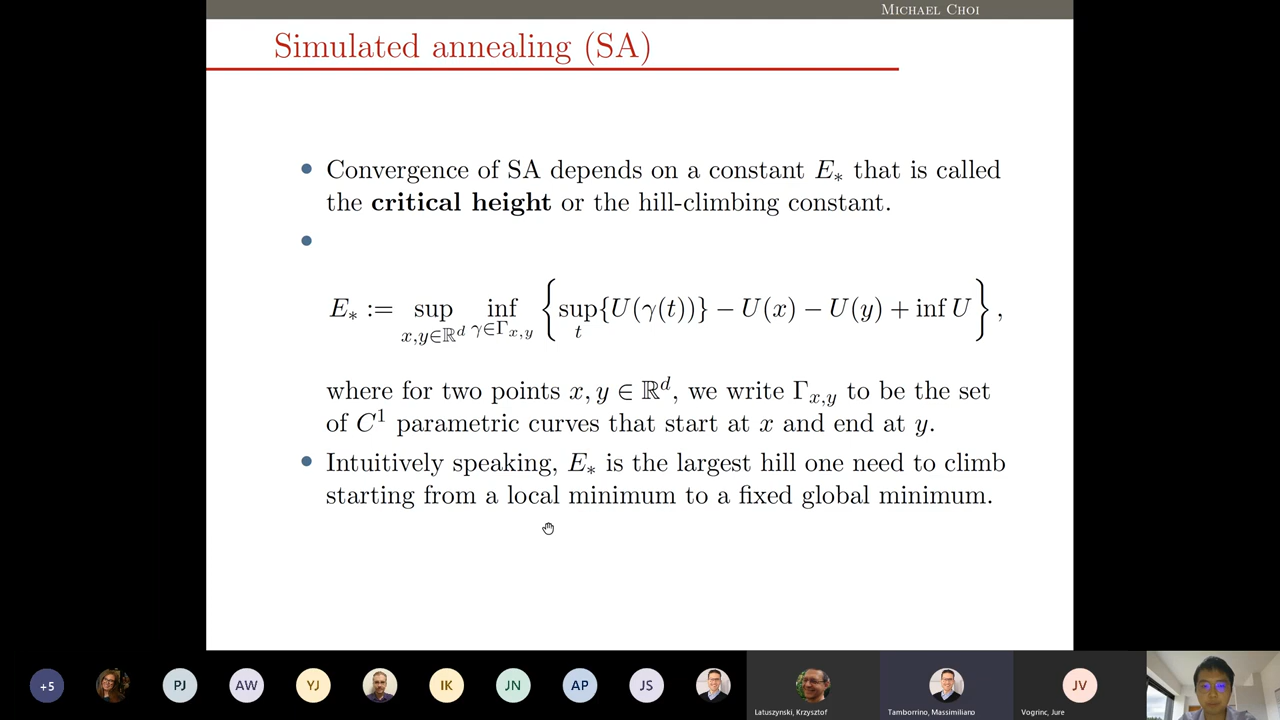 MICHAEL CHOI
Simulated annealing (SA)
• Convergence of SA depends on a constant E∗ that is called
the critical height or the hill-climbing constant.
•
E∗ := sup_{x,y∈ℝ^d} inf_{γ∈Γ_{x,y}} { sup_t {U(γ(t))} − U(x) − U(y) + inf U } ,
where for two points x, y ∈ ℝ^d, we write Γ_{x,y} to be the set
of C^1 parametric curves that start at x and end at y.
• Intuitively speaking, E∗ is the largest hill one need to climb
starting from a local minimum to a fixed global minimum.
+5 PJ AW YJ IK JN AP JS JV
Latuszynski, Krzysztof Tamborrino, Massimiliano Vogrinc, Jure